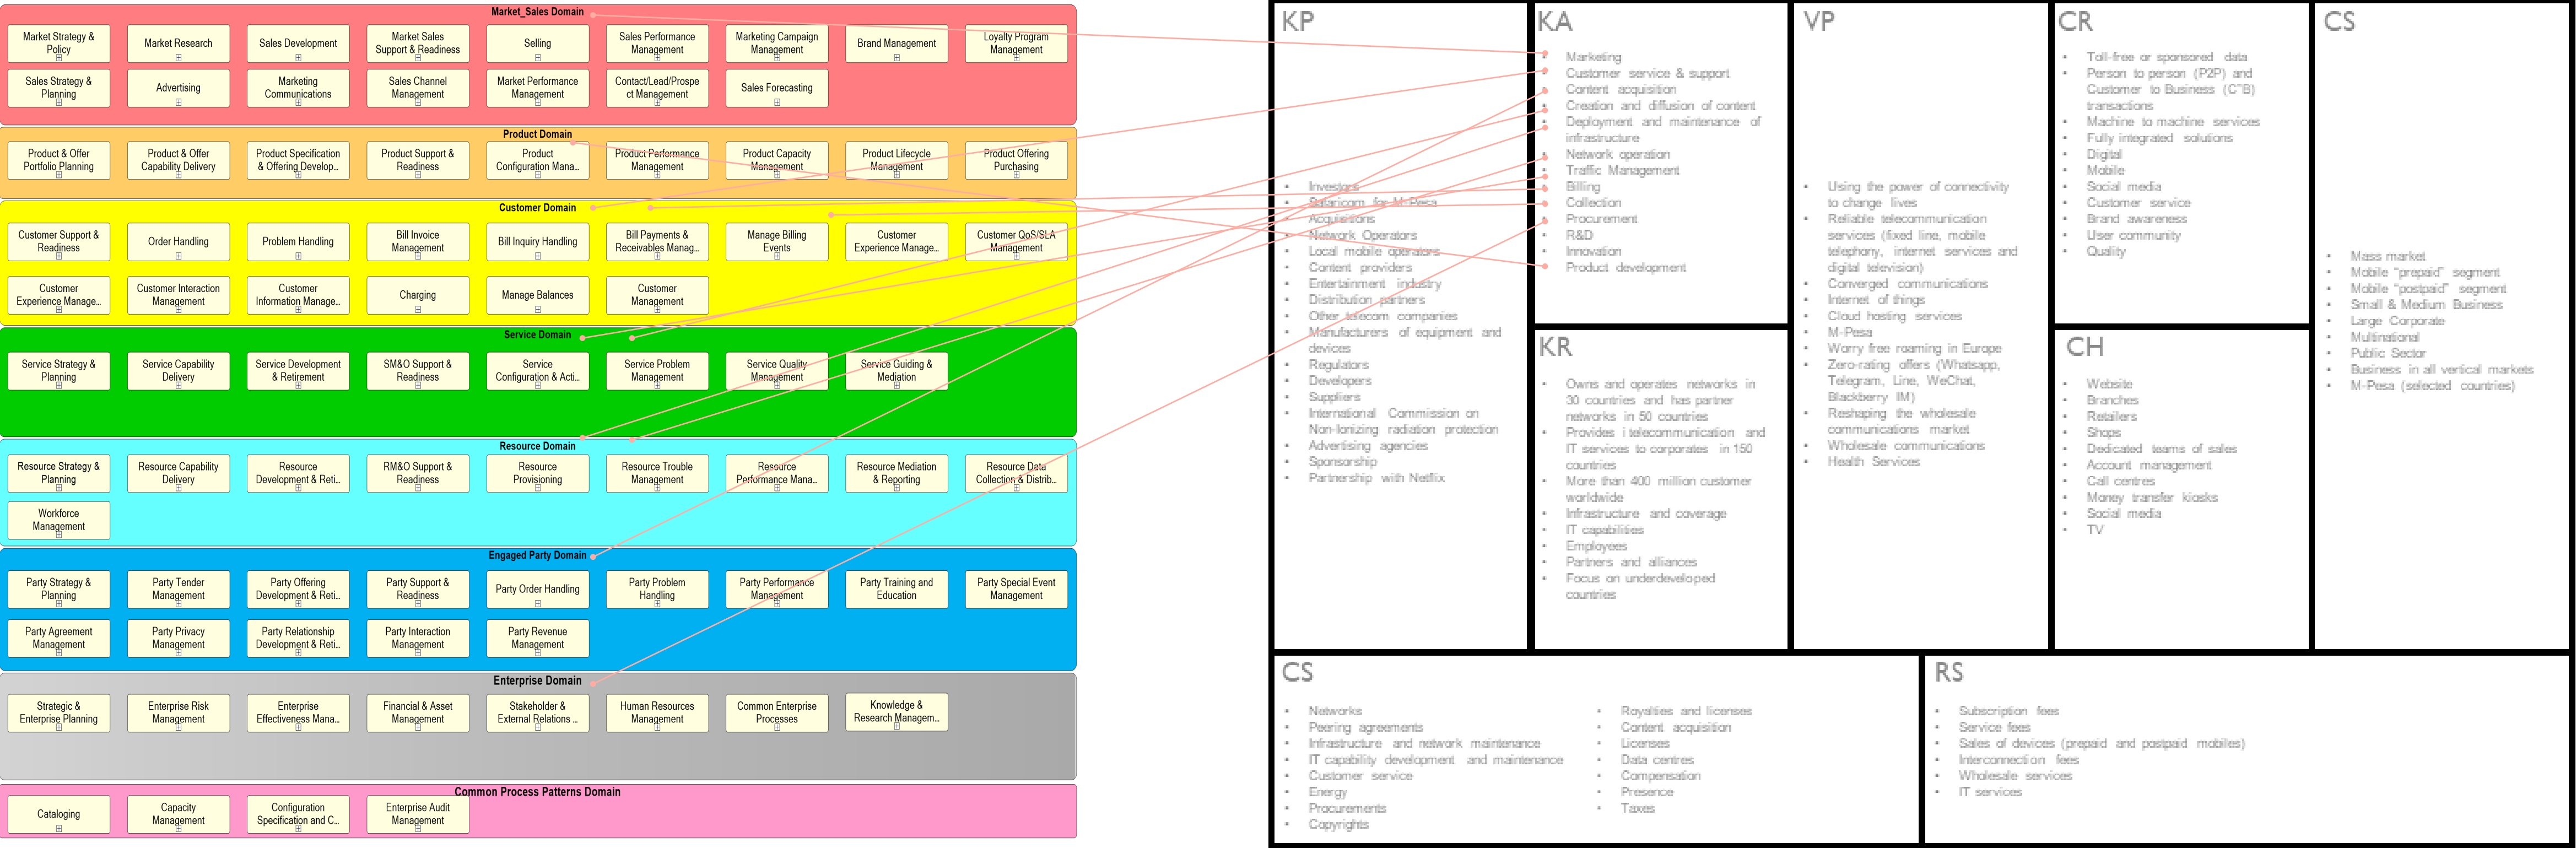 Market_Sales Domain
Market Strategy &
Policy
Market Research
Sales Development
Market Sales
Support & Readiness
Selling
Sales Performance
Management
Marketing Campaign
Management
Brand Management
Loyalty Program
Management
Sales Strategy &
Planning
Advertising
Marketing
Communications
Sales Channel
Management
Market Performance
Management
Contact/Lead/Prospe
ct Management
Sales Forecasting
Product Domain
Product & Offer
Portfolio Planning
Product & Offer
Capability Delivery
Product Specification
& Offering Develop...
Product Support &
Readiness
Product
Configuration Mana...
Product Performance
Management
Product Capacity
Management
Product Lifecycle
Management
Product Offering
Purchasing
Customer Domain
Customer Support &
Readiness
Order Handling
Problem Handling
Bill Invoice
Management
Bill Inquiry Handling
Bill Payments &
Receivables Manag...
Manage Billing
Events
Customer
Experience Manage...
Customer QoS/SLA
Management
Customer
Experience Manage...
Customer Interaction
Management
Customer
Information Manage...
Charging
Manage Balances
Customer
Management
Service Domain
Service Strategy &
Planning
Service Capability
Delivery
Service Development
& Retirement
SM&O Support &
Readiness
Service
Configuration & Acti...
Service Problem
Management
Service Quality
Management
Service Guiding &
Mediation
Resource Domain
Resource Strategy &
Planning
Resource Capability
Delivery
Resource
Development & Reti...
RM&O Support &
Readiness
Resource
Provisioning
Resource Trouble
Management
Resource
Performance Mana...
Resource Mediation
& Reporting
Resource Data
Collection & Distrib...
Workforce
Management
Engaged Party Domain
Party Strategy &
Planning
Party Tender
Management
Party Offering
Development & Reti...
Party Support &
Readiness
Party Order Handling
Party Problem
Handling
Party Performance
Management
Party Training and
Education
Party Special Event
Management
Party Agreement
Management
Party Privacy
Management
Party Relationship
Development & Reti...
Party Interaction
Management
Party Revenue
Management
Enterprise Domain
Strategic &
Enterprise Planning
Enterprise Risk
Management
Enterprise
Effectiveness Mana...
Financial & Asset
Management
Stakeholder &
External Relations ...
Human Resources
Management
Common Enterprise
Processes
Knowledge &
Research Managem...
Common Process Patterns Domain
Cataloging
Capacity
Management
Configuration
Specification and C...
Enterprise Audit
Management
KP
• Investors
• Safaricom for M-Pesa
• Acquisitions
• Network Operators
• Local mobile operators
• Content providers
• Entertainment industry
• Distribution partners
• Other telecom companies
• Manufacturers of equipment and
devices
• Regulators
• Developers
• Suppliers
• International Commission on
Non-Ionizing radiation protection
• Advertising agencies
• Sponsorship
• Partnership with Netflix
KA
• Marketing
• Customer service & support
• Content acquisition
• Creation and diffusion of content
• Deployment and maintenance of
infrastructure
• Network operation
• Traffic Management
• Billing
• Collection
• Procurement
• R&D
• Innovation
• Product development
KR
• Owns and operates networks in
30 countries and has partner
networks in 50 countries
• Provides i telecommunication and
IT services to corporates in 150
countries
• More than 400 million customer
worldwide
• Infrastructure and coverage
• IT capabilities
• Employees
• Partners and alliances
• Focus on underdeveloped
countries
VP
• Using the power of connectivity
to change lives
• Reliable telecommunication
services (fixed line, mobile
telephony, internet services and
digital television)
• Converged communications
• Internet of things
• Cloud hosting services
• M-Pesa
• Worry free roaming in Europe
• Zero-rating offers (Whatsapp,
Telegram, Line, WeChat,
Blackberry IM)
• Reshaping the wholesale
communications market
• Wholesale communications
• Health Services
CR
• Toll-free or sponsored data
• Person to person (P2P) and
Customer to Business (C"B)
transactions
• Machine to machine services
• Fully integrated solutions
• Digital
• Mobile
• Social media
• Customer service
• Brand awareness
• User community
• Quality
CH
• Website
• Branches
• Retailers
• Shops
• Dedicated teams of sales
• Account management
• Call centres
• Money transfer kiosks
• Social media
• TV
CS
• Mass market
• Mobile "prepaid" segment
• Mobile "postpaid" segment
• Small & Medium Business
• Large Corporate
• Multinational
• Public Sector
• Business in all vertical markets
• M-Pesa (selected countries)
CS
• Networks
• Peering agreements
• Infrastructure and network maintenance
• IT capability development and maintenance
• Customer service
• Energy
• Procurements
• Copyrights
• Royalties and licenses
• Content acquisition
• Licenses
• Data centres
• Compensation
• Presence
• Taxes
RS
• Subscription fees
• Service fees
• Sales of devices (prepaid and postpaid mobiles)
• Interconnection fees
• Wholesale services
• IT services